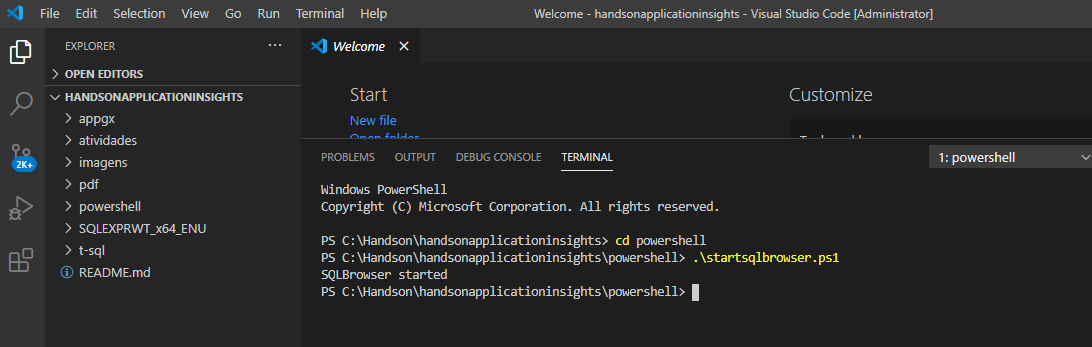 File Edit Selection View Go Run Terminal Help Welcome - handsonapplicationinsights - Visual Studio Code [Administrator]
EXPLORER ···
OPEN EDITORS
HANDSONAPPLICATIONINSIGHTS
appgx
atividades
imagens
pdf
powershell
SQLEXPRWT_x64_ENU
t-sql
README.md
2K+
Welcome
Start
New file
Open folder
Customize
PROBLEMS OUTPUT DEBUG CONSOLE TERMINAL 1: powershell
Windows PowerShell
Copyright (C) Microsoft Corporation. All rights reserved.
PS C:\Handson\handsonapplicationinsights> cd powershell
PS C:\Handson\handsonapplicationinsights\powershell> .\startsqlbrowser.ps1
SQLBrowser started
PS C:\Handson\handsonapplicationinsights\powershell>